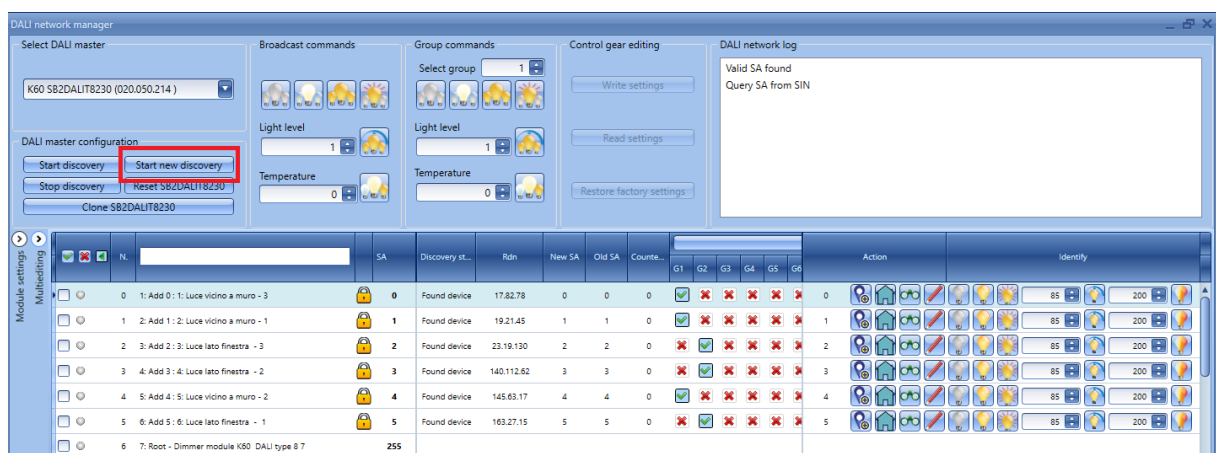 DALI network manager
Select DALI master
K60 SB2DALIT8230 (020.050.214 )
DALI master configuration
Start discovery Start new discovery
Stop discovery Reset SB2DALIT8230
Clone SB2DALIT8230
Broadcast commands
Light level
1
Temperature
0
Group commands
Select group 1
Light level
1
Temperature
0
Control gear editing
Write settings
Read settings
Restore factory settings
DALI network log
Valid SA found
Query SA from SIN
Module settings
Multiediting
N. SA Discovery st... Rdn New SA Old SA Counte... G1 G2 G3 G4 G5 G6 Action Identify
0 1: Add 0 : 1: Luce vicino a muro - 3 0 Found device 17.82.78 0 0 0 0 85 200
1 2: Add 1 : 2: Luce vicino a muro - 1 1 Found device 19.21.45 1 1 0 1 85 200
2 3: Add 2 : 3: Luce lato finestra - 3 2 Found device 23.19.130 2 2 0 2 85 200
3 4: Add 3 : 4: Luce lato finestra - 2 3 Found device 140.112.62 3 3 0 3 85 200
4 5: Add 4 : 5: Luce vicino a muro - 2 4 Found device 145.63.17 4 4 0 4 85 200
5 6: Add 5 : 6: Luce lato finestra - 1 5 Found device 163.27.15 5 5 0 5 85 200
6 7: Root - Dimmer module K60 DALI type 8 7 255